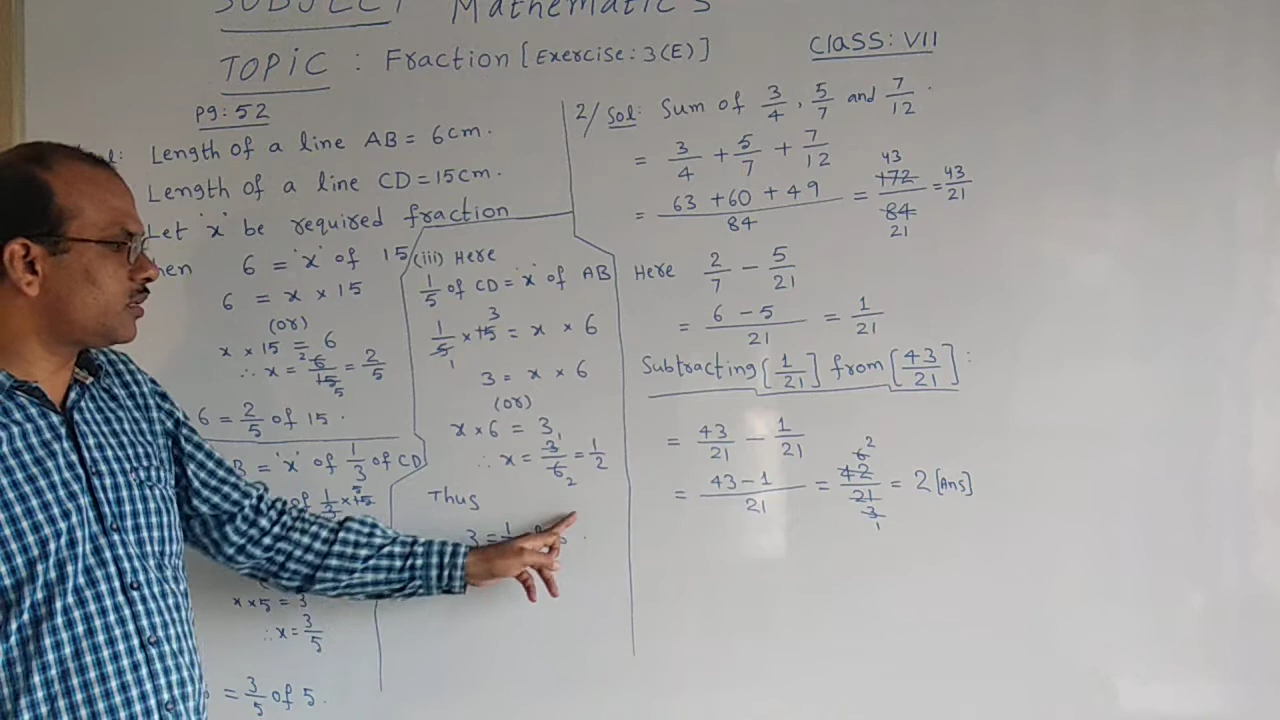 SUBJECT Mathematics
TOPIC : Fraction [Exercise: 3(E)]
CLASS: VII
Pg: 52
Length of a line AB = 6cm.
Length of a line CD = 15cm.
Let 'x' be required fraction
6 = 'x' of 15
6 = x × 15
(or)
x × 15 = 6
∴ x = 6/15 = 2/5
6 = 2/5 of 15.
= 'x' of 1/3 of CD
of 1/3 × 15
x × 5 = 3
∴ x = 3/5
= 3/5 of 5.
(iii) Here
1/5 of CD = 'x' of AB
1/5 × 15 = x × 6
3 = x × 6
(or)
x × 6 = 3
∴ x = 3/6 = 1/2
Thus
3 =
2/ Sol: Sum of 3/4, 5/7 and 7/12.
= 3/4 + 5/7 + 7/12
= 63 + 60 + 49 / 84 = 172/84 = 43/21
Here 2/7 - 5/21
= 6 - 5 / 21 = 1/21
Subtracting [1/21] from [43/21]:
= 43/21 - 1/21
= 43 - 1 / 21 = 42/21 = 2 [Ans]